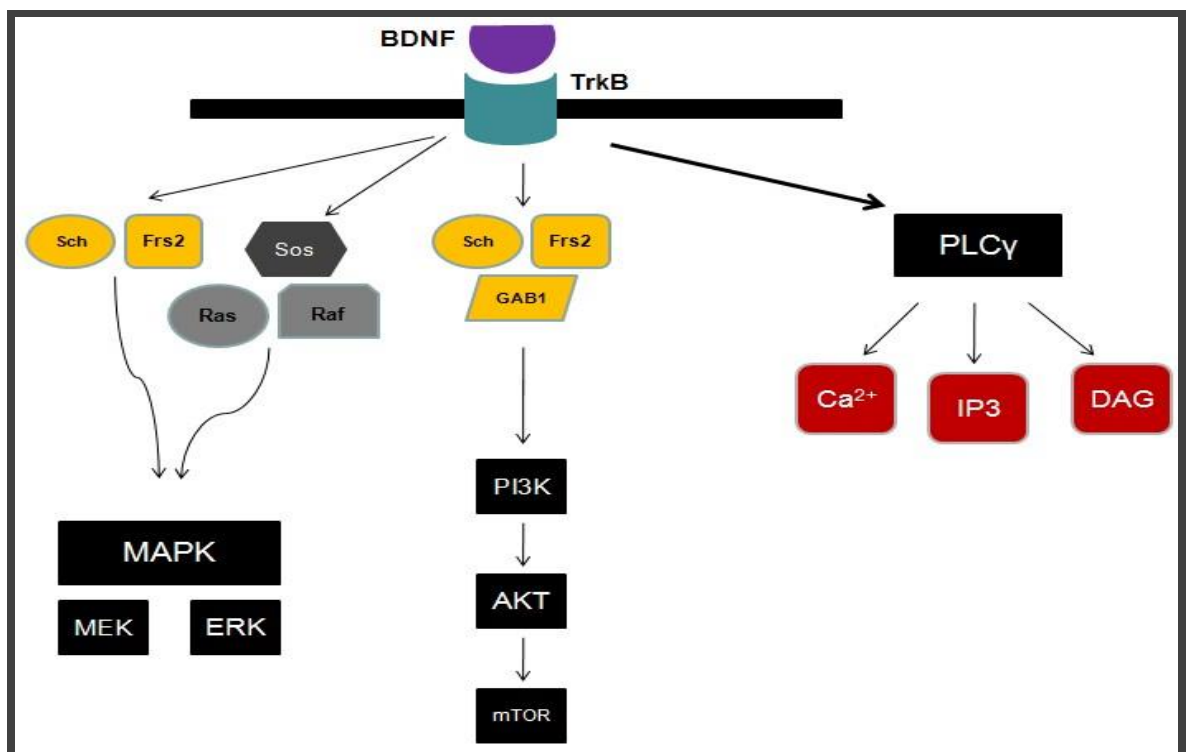 BDNF
TrkB
Sch
Frs2
Sos
Ras
Raf
Sch
Frs2
GAB1
PLCγ
Ca²⁺
IP3
DAG
PI3K
MAPK
AKT
MEK
ERK
mTOR